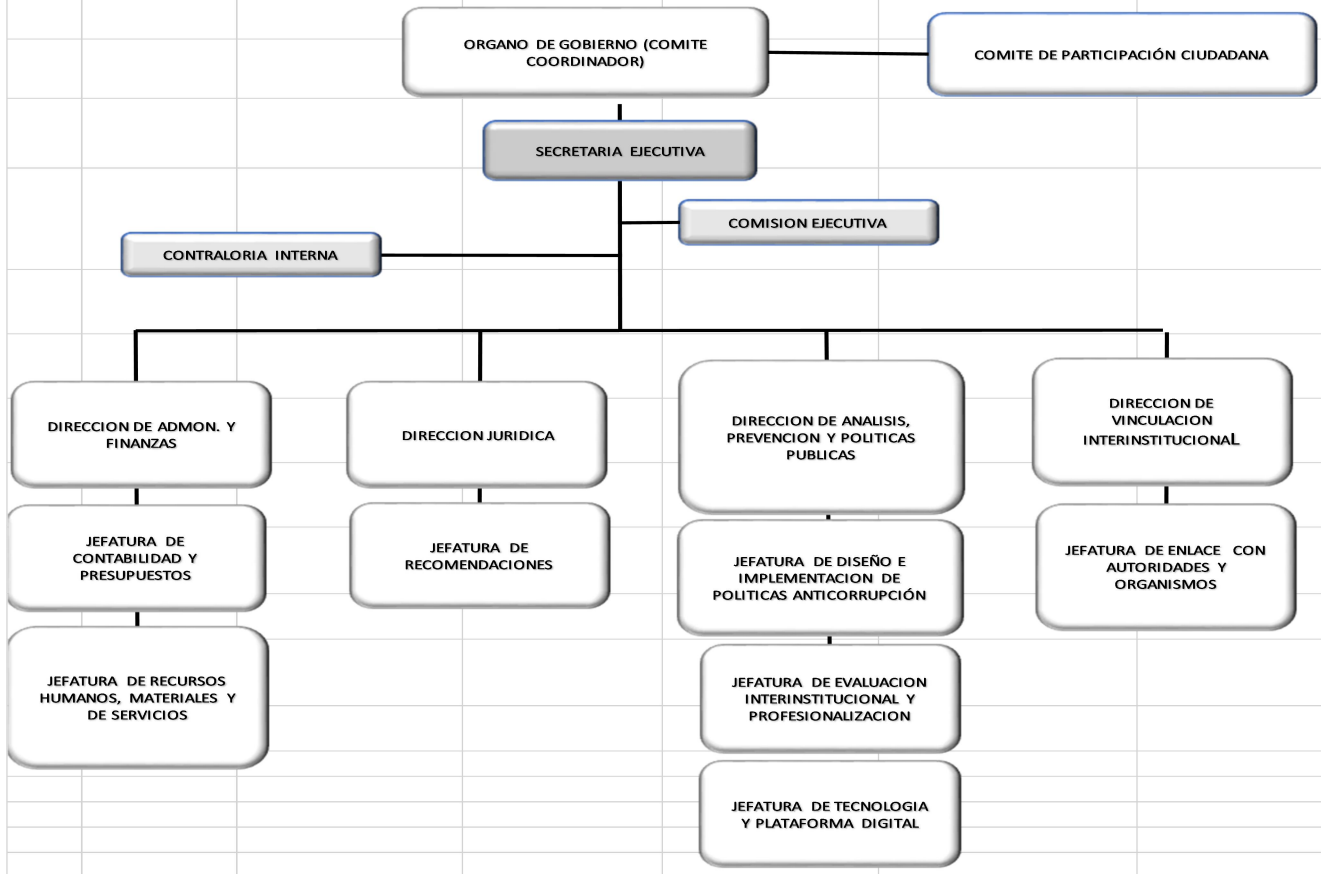 ORGANO DE GOBIERNO (COMITE
COORDINADOR)
COMITE DE PARTICIPACIÓN CIUDADANA
SECRETARIA EJECUTIVA
COMISION EJECUTIVA
CONTRALORIA INTERNA
DIRECCION DE ADMON. Y
FINANZAS
DIRECCION JURIDICA
DIRECCION DE ANALISIS,
PREVENCION Y POLITICAS
PUBLICAS
DIRECCION DE
VINCULACION
INTERINSTITUCIONAL
JEFATURA DE
CONTABILIDAD Y
PRESUPUESTOS
JEFATURA DE
RECOMENDACIONES
JEFATURA DE DISEÑO E
IMPLEMENTACION DE
POLITICAS ANTICORRUPCIÓN
JEFATURA DE ENLACE CON
AUTORIDADES Y
ORGANISMOS
JEFATURA DE RECURSOS
HUMANOS, MATERIALES Y
DE SERVICIOS
JEFATURA DE EVALUACION
INTERINSTITUCIONAL Y
PROFESIONALIZACION
JEFATURA DE TECNOLOGIA
Y PLATAFORMA DIGITAL